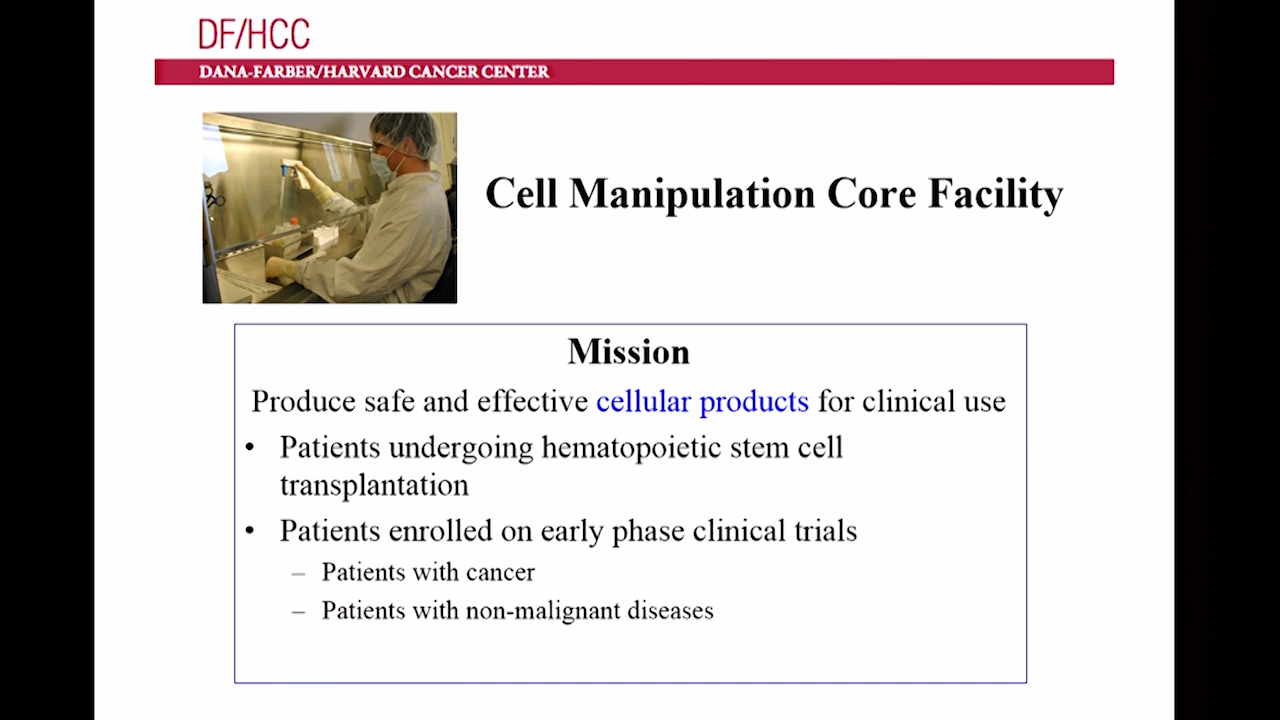 DF/HCC
DANA-FARBER/HARVARD CANCER CENTER
Cell Manipulation Core Facility
Mission
Produce safe and effective cellular products for clinical use
• Patients undergoing hematopoietic stem cell
transplantation
• Patients enrolled on early phase clinical trials
– Patients with cancer
– Patients with non-malignant diseases